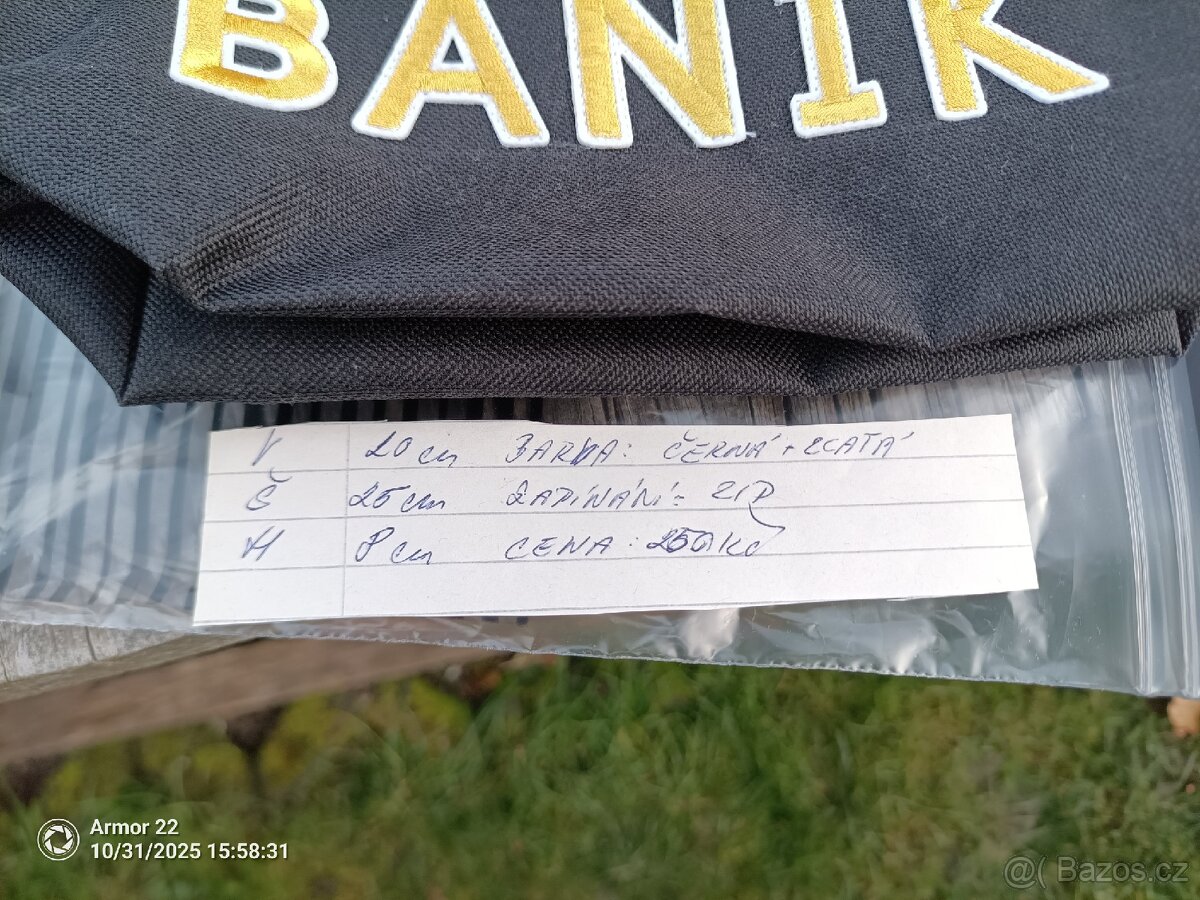 BANÍK
V 20 cm BARVA: ČERNÁ + ZLATÁ
Š 25 cm ZAPÍNÁNÍ: ZIP
H 8 cm CENA: 250,- Kč
Armor 22
10/31/2025 15:58:31
@( Bazos.cz